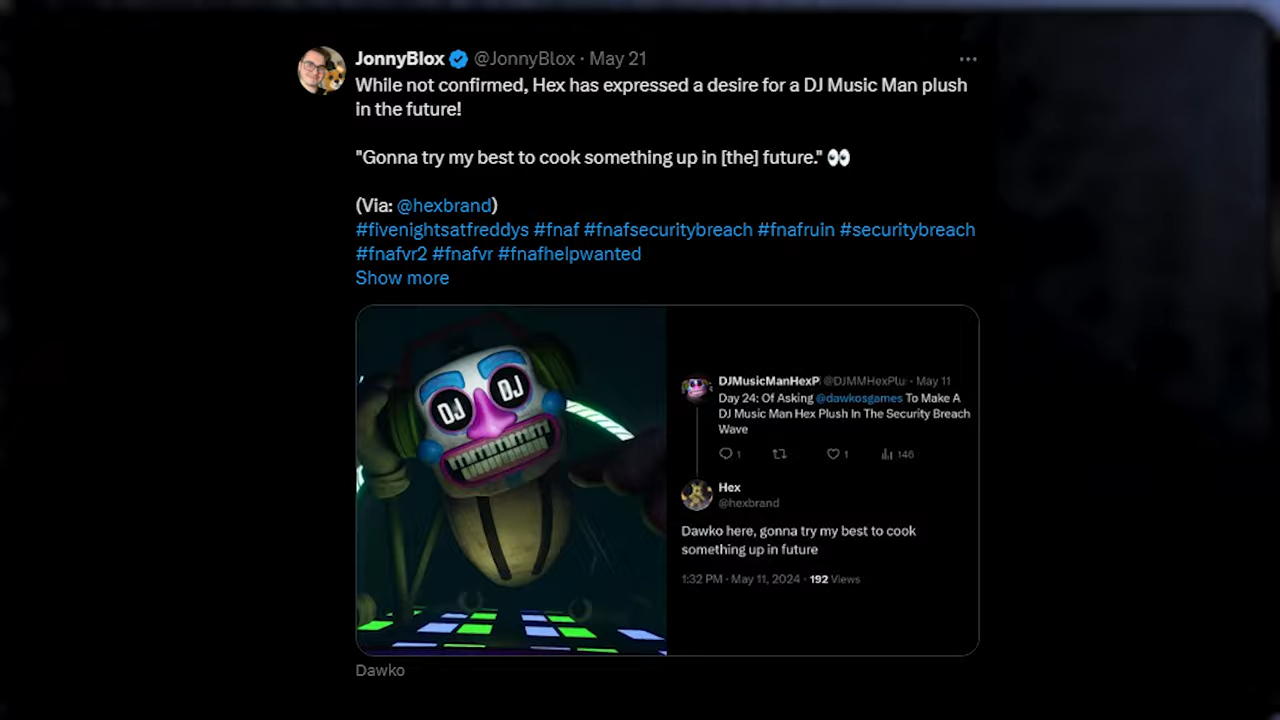 JonnyBlox @JonnyBlox · May 21
While not confirmed, Hex has expressed a desire for a DJ Music Man plush
in the future!
"Gonna try my best to cook something up in [the] future." 👀
(Via: @hexbrand)
#fivenightsatfreddys #fnaf #fnafsecuritybreach #fnafruin #securitybreach
#fnafvr2 #fnafvr #fnafhelpwanted
Show more
DJ DJ
DJMusicManHexP @DJMMHexPlu · May 11
Day 24: Of Asking @dawkosgames To Make A
DJ Music Man Hex Plush In The Security Breach
Wave
1 1 146
Hex
@hexbrand
Dawko here, gonna try my best to cook
something up in future
1:32 PM · May 11, 2024 · 192 Views
Dawko